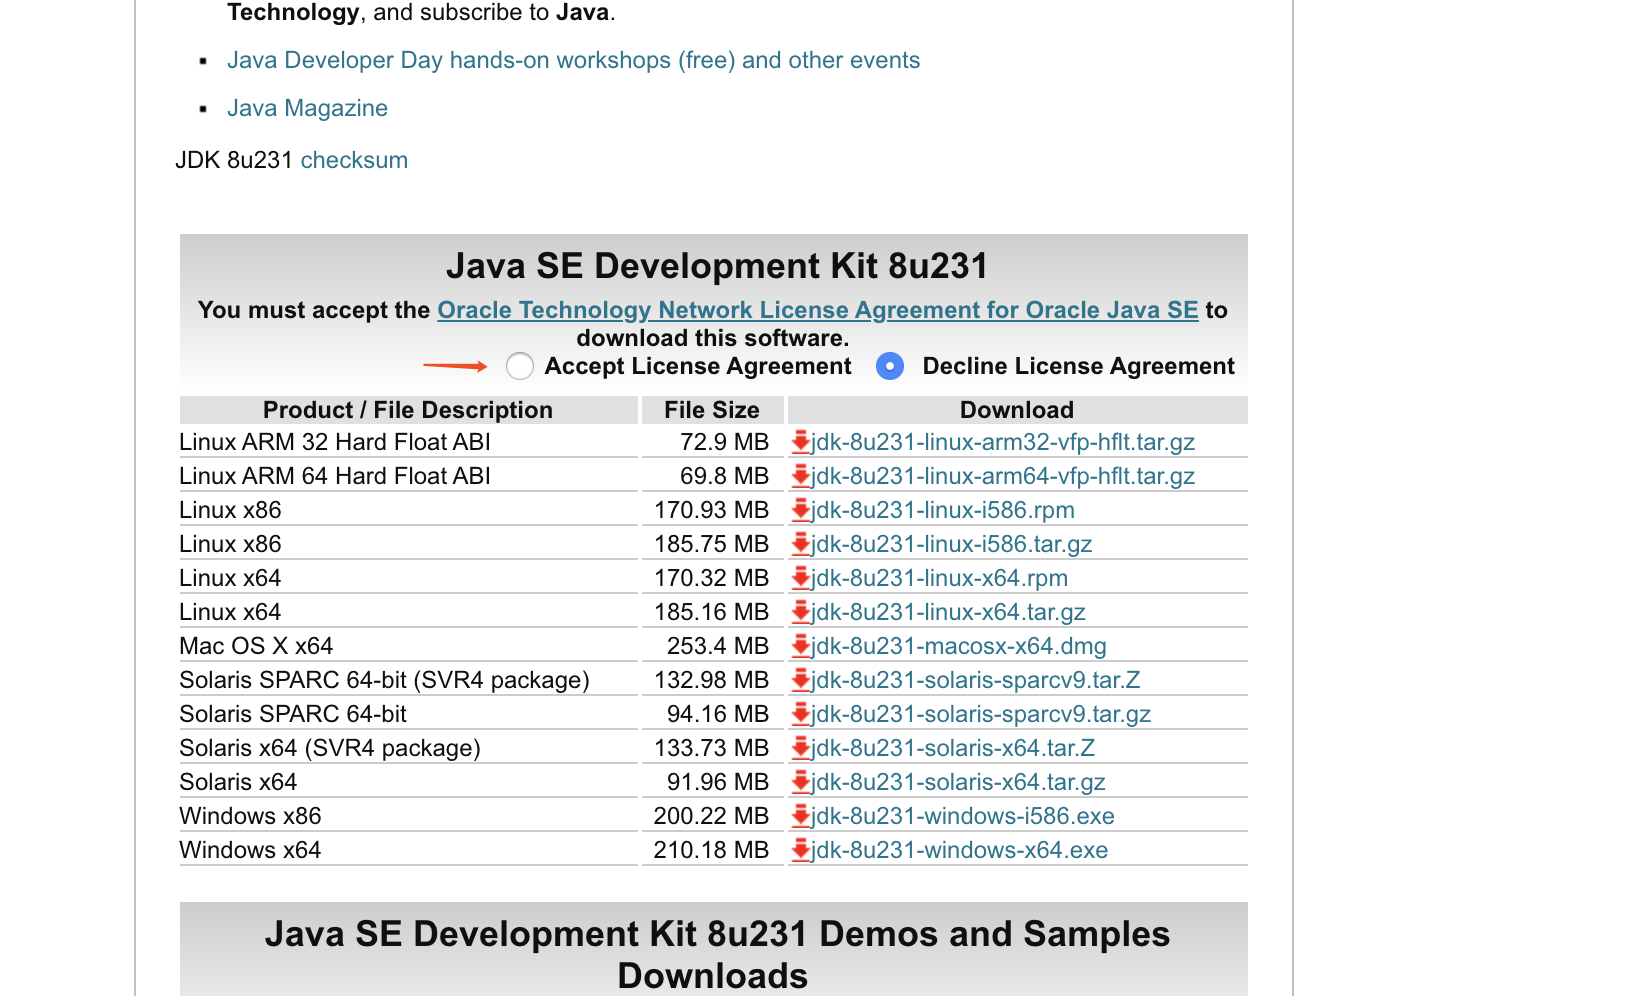 Technology, and subscribe to Java.
Java Developer Day hands-on workshops (free) and other events
Java Magazine
JDK 8u231 checksum
Java SE Development Kit 8u231
You must accept the Oracle Technology Network License Agreement for Oracle Java SE to
download this software.
Accept License Agreement Decline License Agreement
Product / File Description File Size Download
Linux ARM 32 Hard Float ABI 72.9 MB jdk-8u231-linux-arm32-vfp-hflt.tar.gz
Linux ARM 64 Hard Float ABI 69.8 MB jdk-8u231-linux-arm64-vfp-hflt.tar.gz
Linux x86 170.93 MB jdk-8u231-linux-i586.rpm
Linux x86 185.75 MB jdk-8u231-linux-i586.tar.gz
Linux x64 170.32 MB jdk-8u231-linux-x64.rpm
Linux x64 185.16 MB jdk-8u231-linux-x64.tar.gz
Mac OS X x64 253.4 MB jdk-8u231-macosx-x64.dmg
Solaris SPARC 64-bit (SVR4 package) 132.98 MB jdk-8u231-solaris-sparcv9.tar.Z
Solaris SPARC 64-bit 94.16 MB jdk-8u231-solaris-sparcv9.tar.gz
Solaris x64 (SVR4 package) 133.73 MB jdk-8u231-solaris-x64.tar.Z
Solaris x64 91.96 MB jdk-8u231-solaris-x64.tar.gz
Windows x86 200.22 MB jdk-8u231-windows-i586.exe
Windows x64 210.18 MB jdk-8u231-windows-x64.exe
Java SE Development Kit 8u231 Demos and Samples
Downloads